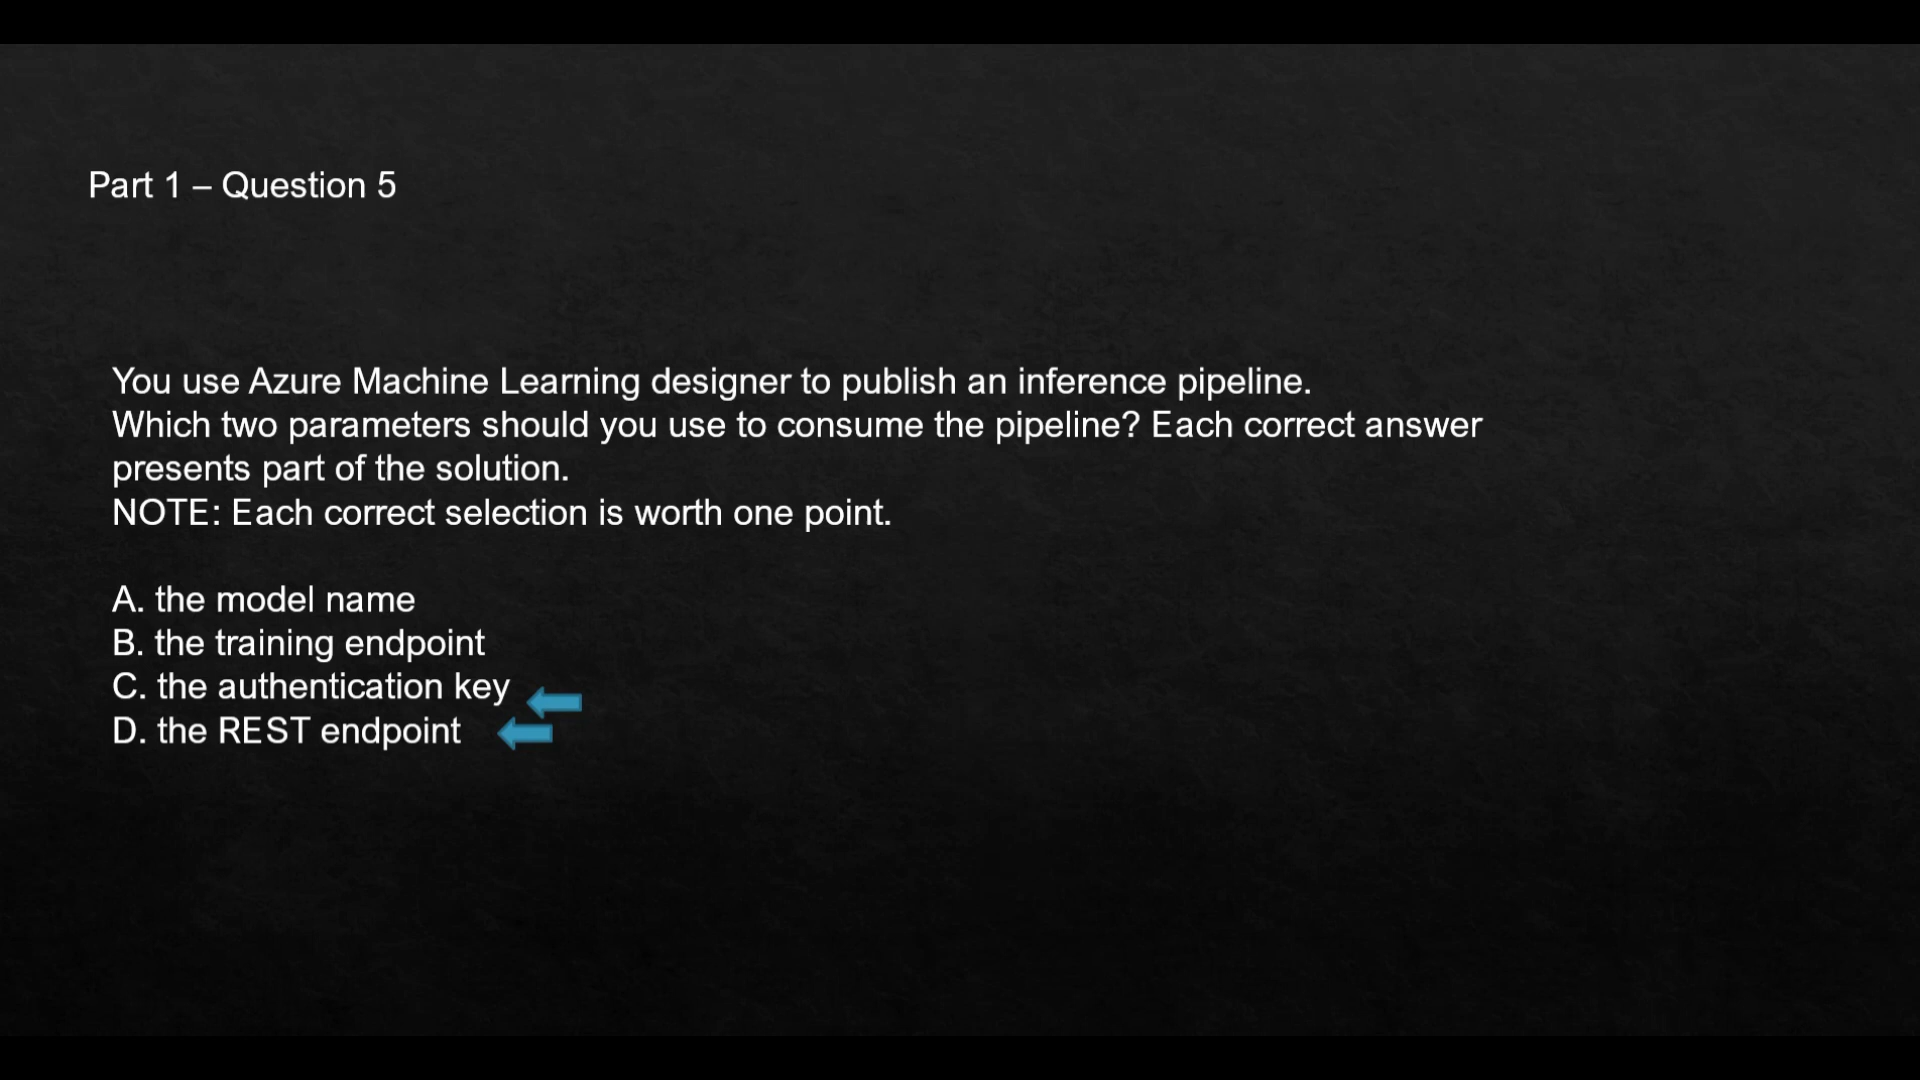 Part 1 – Question 5
You use Azure Machine Learning designer to publish an inference pipeline.
Which two parameters should you use to consume the pipeline? Each correct answer
presents part of the solution.
NOTE: Each correct selection is worth one point.
A. the model name
B. the training endpoint
C. the authentication key
D. the REST endpoint